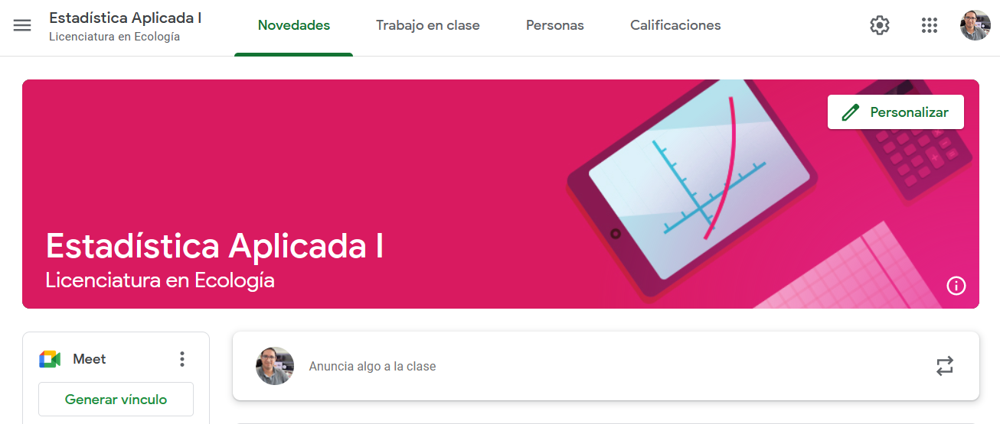 Estadística Aplicada I
Licenciatura en Ecología
Novedades
Trabajo en clase
Personas
Calificaciones
Personalizar
Estadística Aplicada I
Licenciatura en Ecología
Meet
Generar vínculo
Anuncia algo a la clase